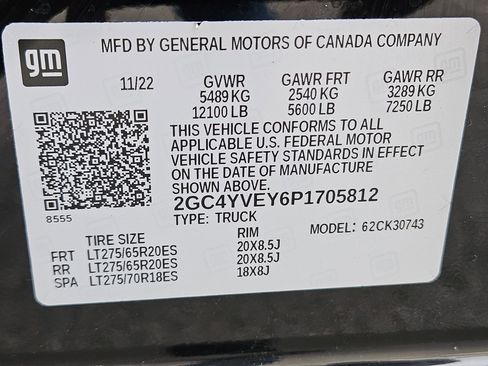 gm
MFD BY GENERAL MOTORS OF CANADA COMPANY
11/22 GVWR GAWR FRT GAWR RR
5489 KG 2540 KG 3289 KG
12100 LB 5600 LB 7250 LB
THIS VEHICLE CONFORMS TO ALL
APPLICABLE U.S. FEDERAL MOTOR
VEHICLE SAFETY STANDARDS IN EFFECT
ON THE DATE OF MANUFACTURE
2GC4YVEY6P1705812
8555 TYPE: TRUCK MODEL: 62CK30743
TIRE SIZE RIM
FRT LT275/65R20ES 20X8.5J
RR LT275/65R20ES 20X8.5J
SPA LT275/70R18ES 18X8J